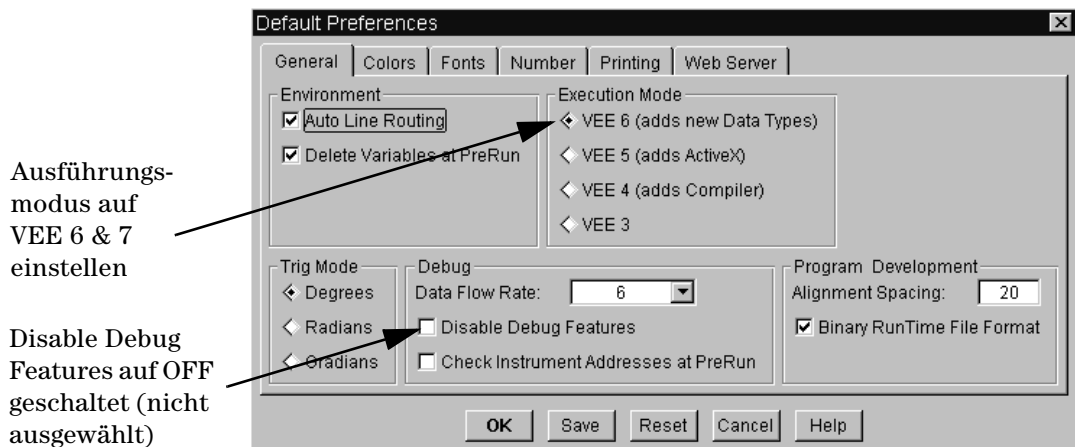 Default Preferences
General Colors Fonts Number Printing Web Server
Environment
Auto Line Routing
Delete Variables at PreRun
Execution Mode
VEE 6 (adds new Data Types)
VEE 5 (adds ActiveX)
VEE 4 (adds Compiler)
VEE 3
Ausführungs-
modus auf
VEE 6 & 7
einstellen
Trig Mode
Degrees
Radians
Gradians
Debug
Data Flow Rate: 6
Disable Debug Features
Check Instrument Addresses at PreRun
Program Development
Alignment Spacing: 20
Binary RunTime File Format
Disable Debug
Features auf OFF
geschaltet (nicht
ausgewählt)
OK Save Reset Cancel Help